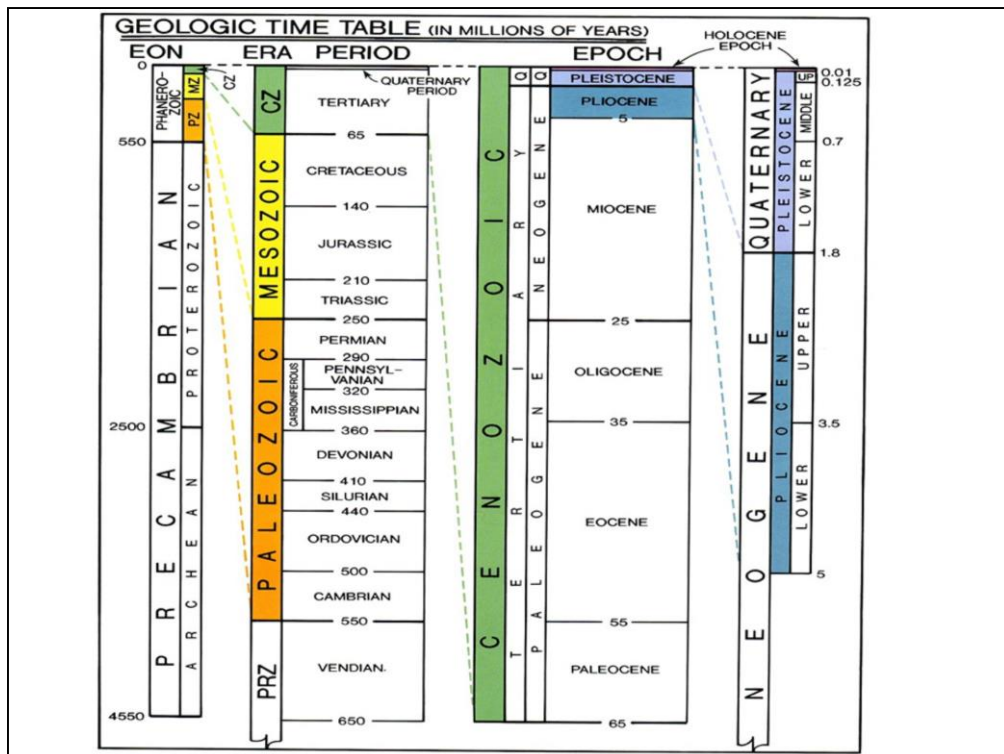 GEOLOGIC TIME TABLE (IN MILLIONS OF YEARS)
EON
ERA
PERIOD
EPOCH
HOLOCENE
EPOCH
0
550
2500
4550
PHANERO-
ZOIC
PRECAMBRIAN
CZ
MZ
PZ
PROTEROZOIC
ARCHEAN
CZ
MESOZOIC
PALEOZOIC
PRZ
QUATERNARY
PERIOD
TERTIARY
65
CRETACEOUS
140
JURASSIC
210
TRIASSIC
250
PERMIAN
290
CARBONIFEROUS
PENNSYL-
VANIAN
320
MISSISSIPPIAN
360
DEVONIAN
410
SILURIAN
440
ORDOVICIAN
500
CAMBRIAN
550
VENDIAN
650
CENOZOIC
Q
TERTIARY
Q
NEOGENE
PALEOGENE
PLEISTOCENE
PLIOCENE
5
MIOCENE
25
OLIGOCENE
35
EOCENE
55
PALEOCENE
65
QUATERNARY
NEOGENE
PLEISTOCENE
PLIOCENE
UP
MIDDLE
LOWER
UPPER
LOWER
0.01
0.125
0.7
1.8
3.5
5